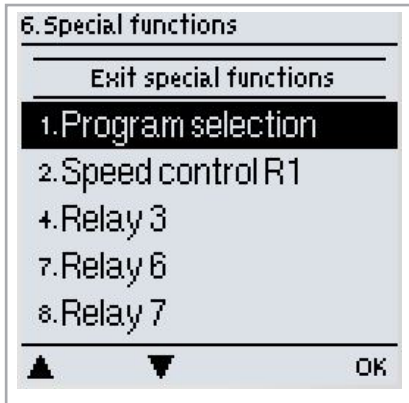 6.Special functions
Exit special functions
1.Program selection
2.Speed control R1
4.Relay 3
7.Relay 6
8.Relay 7
OK